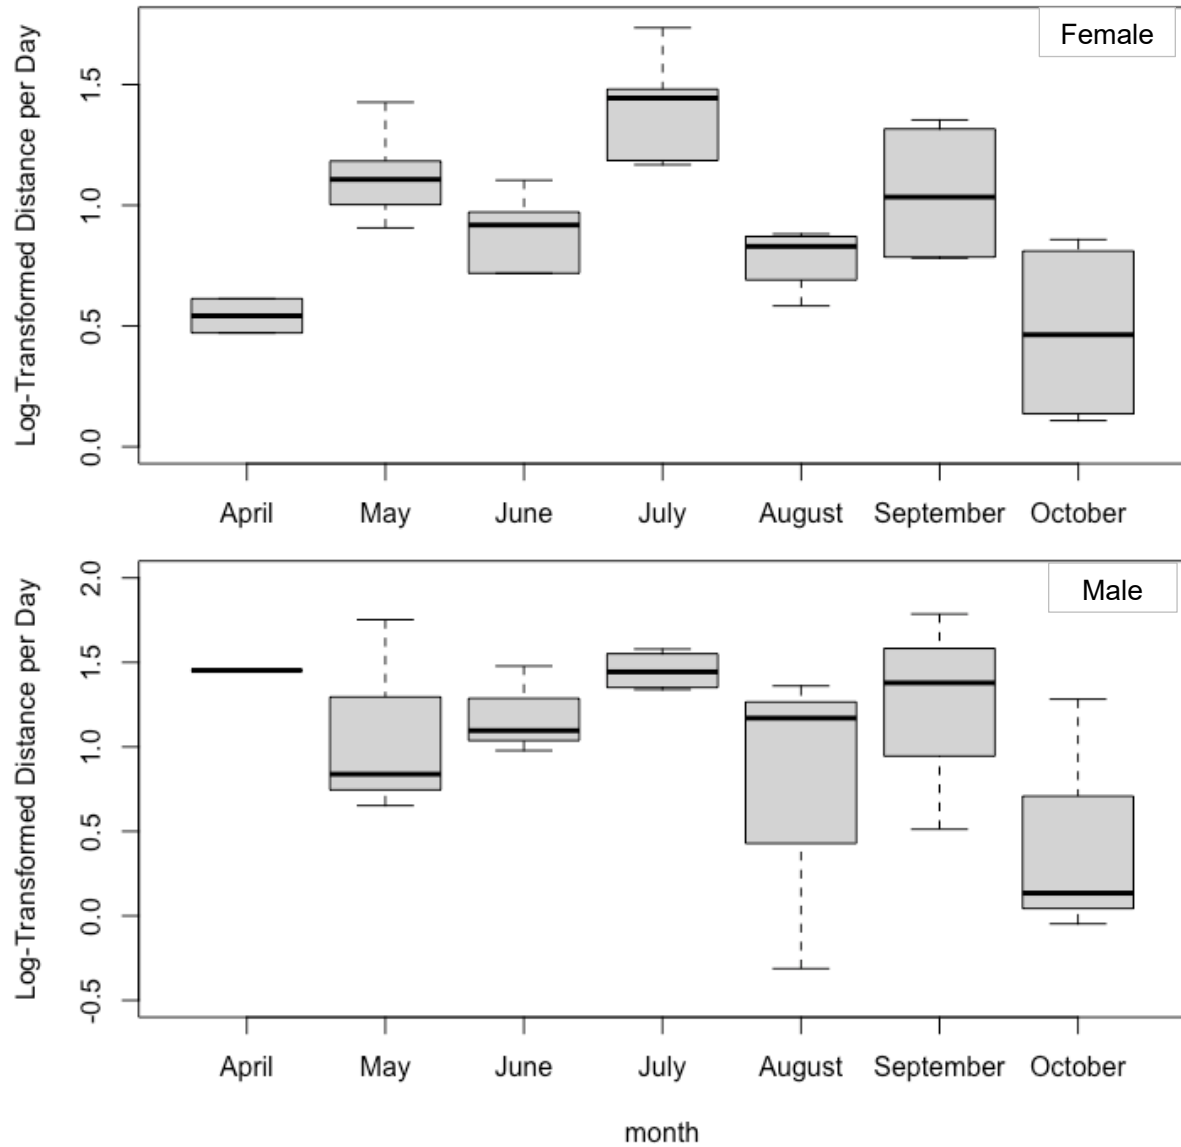 Female
Log-Transformed Distance per Day
1.5
1.0
0.5
0.0
April May June July August September October
Male
Log-Transformed Distance per Day
2.0
1.5
1.0
0.5
0.0
-0.5
April May June July August September October
month